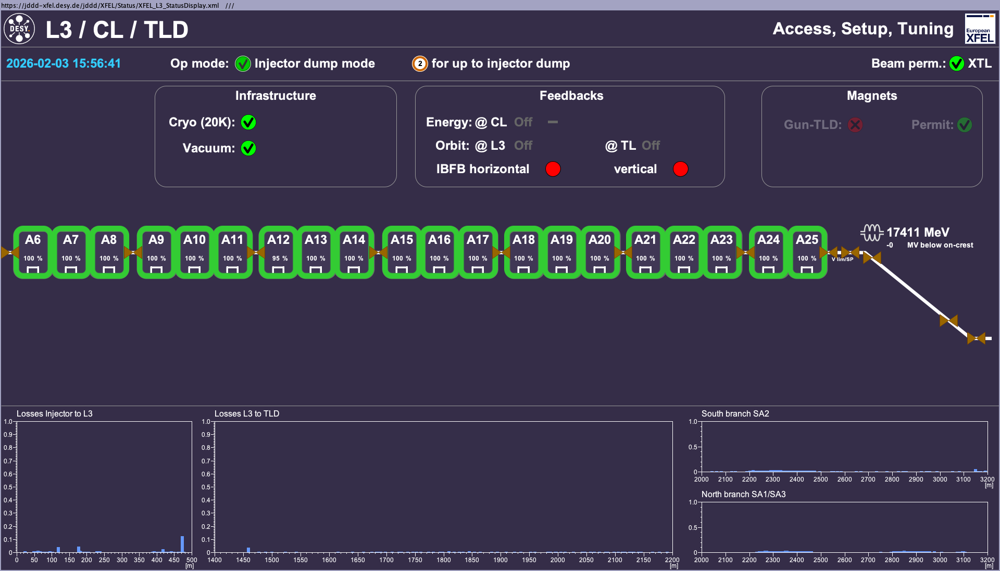 https://jddd-xfel.desy.de/jddd/XFEL/Status/XFEL_L3_StatusDisplay.xml ///
DESY.
L3 / CL / TLD
Access, Setup, Tuning
European
XFEL
2026-02-03 15:56:41
Op mode: Injector dump mode
2 for up to injector dump
Beam perm.: XTL
Infrastructure
Cryo (20K):
Vacuum:
Feedbacks
Energy: @ CL Off
Orbit: @ L3 Off @ TL Off
IBFB horizontal vertical
Magnets
Gun-TLD: Permit:
A6 A7 A8 A9 A10 A11 A12 A13 A14 A15 A16 A17 A18 A19 A20 A21 A22 A23 A24 A25
100 % 100 % 100 % 100 % 100 % 100 % 95 % 100 % 100 % 100 % 100 % 100 % 100 % 100 % 100 % 100 % 100 % 100 % 100 % 100 %
V lim/SP
17411 MeV
-0 MV below on-crest
Losses Injector to L3
1.0
0.9
0.8
0.7
0.6
0.5
0.4
0.3
0.2
0.1
0
0 50 100 150 200 250 300 350 400 450 500
[m]
Losses L3 to TLD
1.0
0.9
0.8
0.7
0.6
0.5
0.4
0.3
0.2
0.1
0
1400 1450 1500 1550 1600 1650 1700 1750 1800 1850 1900 1950 2000 2050 2100 2150 2200
[m]
South branch SA2
1.0
0.5
0
2000 2100 2200 2300 2400 2500 2600 2700 2800 2900 3000 3100 3200
[m]
North branch SA1/SA3
1.0
0.5
0
2000 2100 2200 2300 2400 2500 2600 2700 2800 2900 3000 3100 3200
[m]